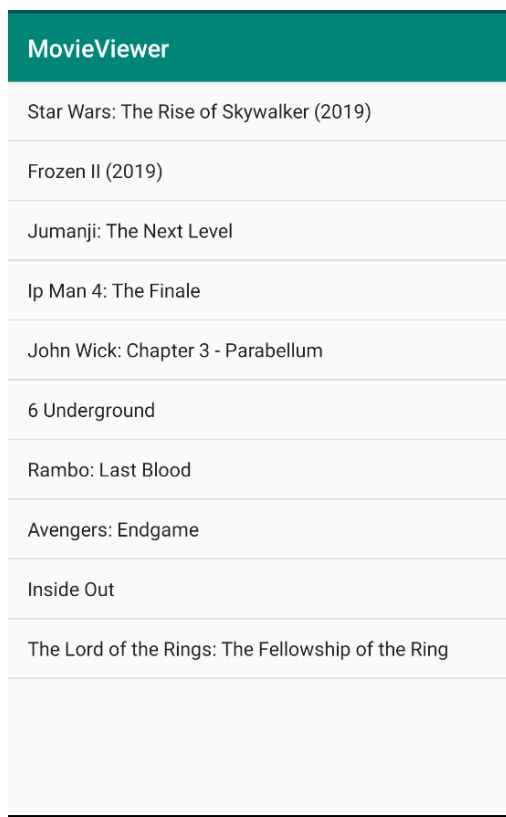 MovieViewer
Star Wars: The Rise of Skywalker (2019)
Frozen II (2019)
Jumanji: The Next Level
Ip Man 4: The Finale
John Wick: Chapter 3 - Parabellum
6 Underground
Rambo: Last Blood
Avengers: Endgame
Inside Out
The Lord of the Rings: The Fellowship of the Ring